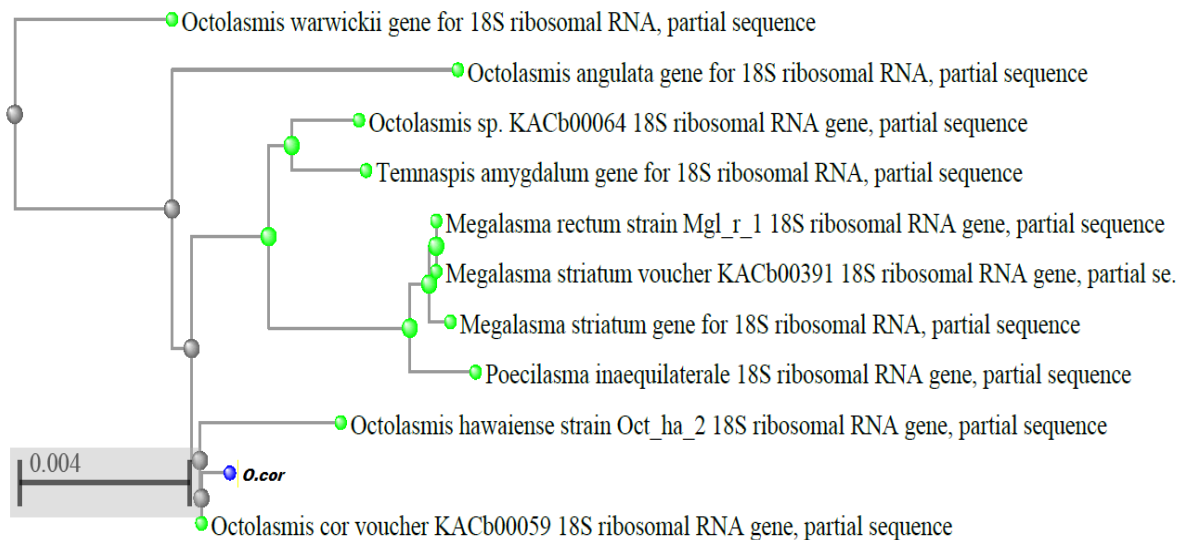 Octolasmis warwickii gene for 18S ribosomal RNA, partial sequence
Octolasmis angulata gene for 18S ribosomal RNA, partial sequence
Octolasmis sp. KACb00064 18S ribosomal RNA gene, partial sequence
Temnaspis amygdalum gene for 18S ribosomal RNA, partial sequence
Megalasma rectum strain Mgl_r_1 18S ribosomal RNA gene, partial sequence
Megalasma striatum voucher KACb00391 18S ribosomal RNA gene, partial se.
Megalasma striatum gene for 18S ribosomal RNA, partial sequence
Poecilasma inaequilaterale 18S ribosomal RNA gene, partial sequence
Octolasmis hawaiense strain Oct_ha_2 18S ribosomal RNA gene, partial sequence
0.004
O.cor
Octolasmis cor voucher KACb00059 18S ribosomal RNA gene, partial sequence